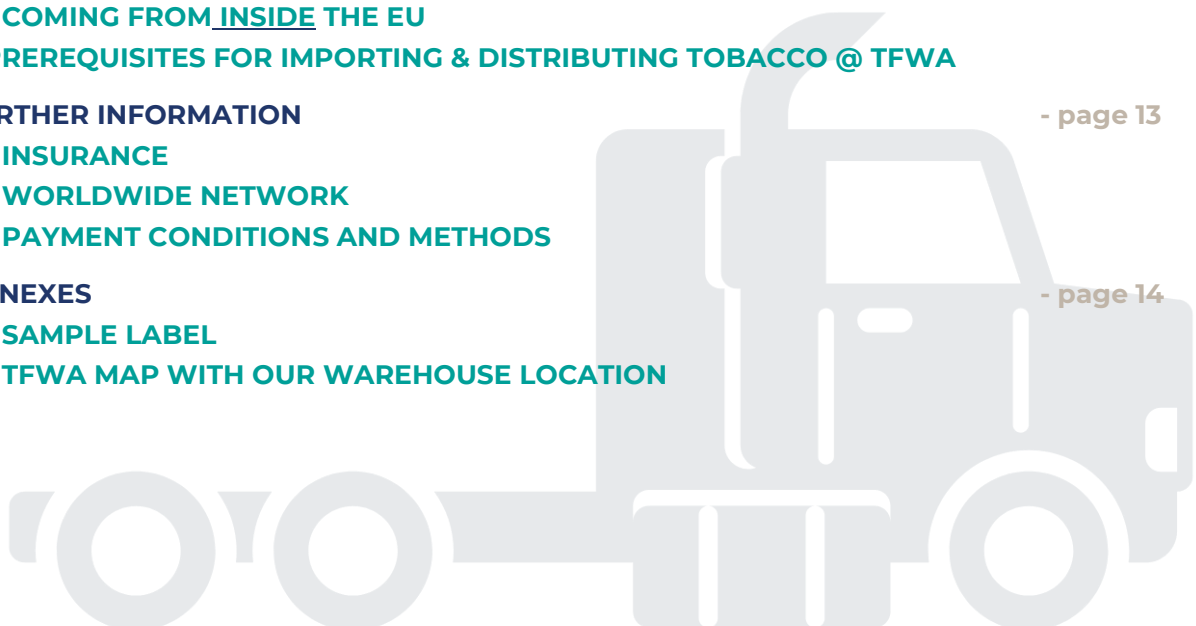 COMING FROM INSIDE THE EU
REREQUISITES FOR IMPORTING & DISTRIBUTING TOBACCO @ TFWA
RTHER INFORMATION - page 13
INSURANCE
WORLDWIDE NETWORK
PAYMENT CONDITIONS AND METHODS
NEXES - page 14
SAMPLE LABEL
TFWA MAP WITH OUR WAREHOUSE LOCATION